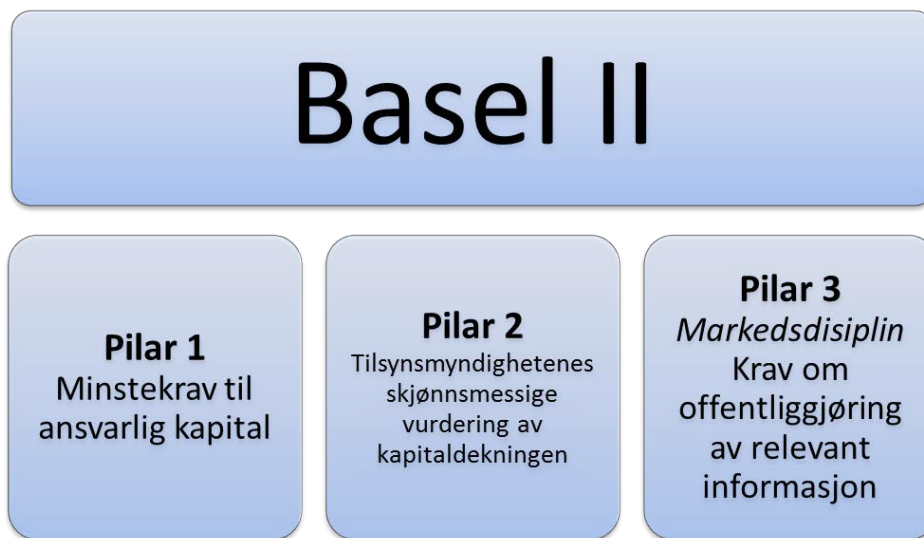 Basel II
Pilar 1
Minstekrav til
ansvarlig kapital
Pilar 2
Tilsynsmyndighetenes
skjønnsmessige
vurdering av
kapitaldekningen
Pilar 3
Markedsdisiplin
Krav om
offentliggjøring
av relevant
informasjon